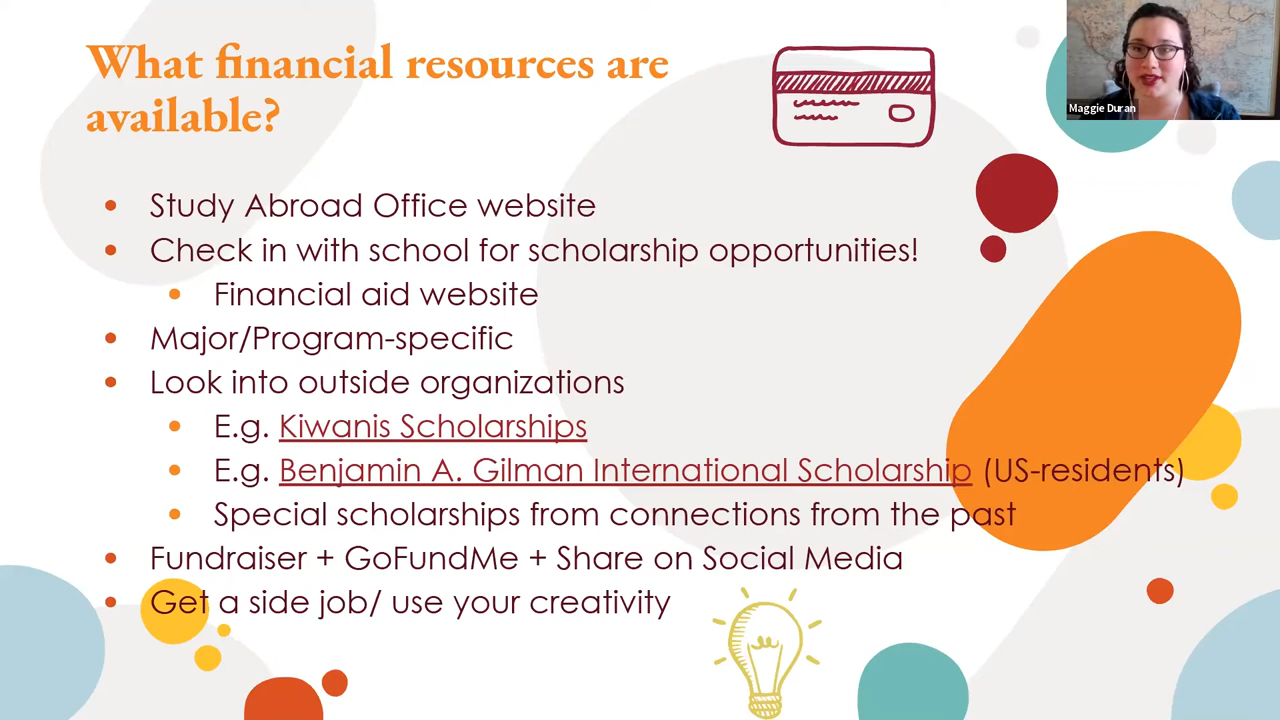 What financial resources are
available?
Maggie Duran
• Study Abroad Office website
• Check in with school for scholarship opportunities!
• Financial aid website
• Major/Program-specific
• Look into outside organizations
• E.g. Kiwanis Scholarships
• E.g. Benjamin A. Gilman International Scholarship (US-residents)
• Special scholarships from connections from the past
• Fundraiser + GoFundMe + Share on Social Media
• Get a side job/ use your creativity